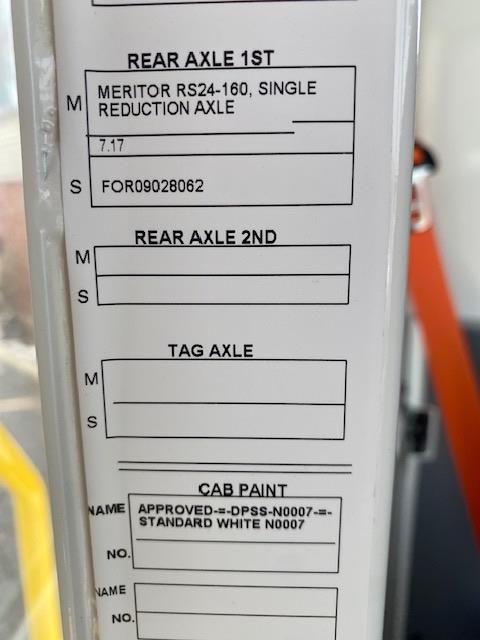 REAR AXLE 1ST
M
MERITOR RS24-160, SINGLE
REDUCTION AXLE
7.17
S
FOR09028062
REAR AXLE 2ND
M
S
TAG AXLE
M
S
CAB PAINT
NAME
APPROVED-=-DPSS-N0007-=-
STANDARD WHITE N0007
NO.
NAME
NO.